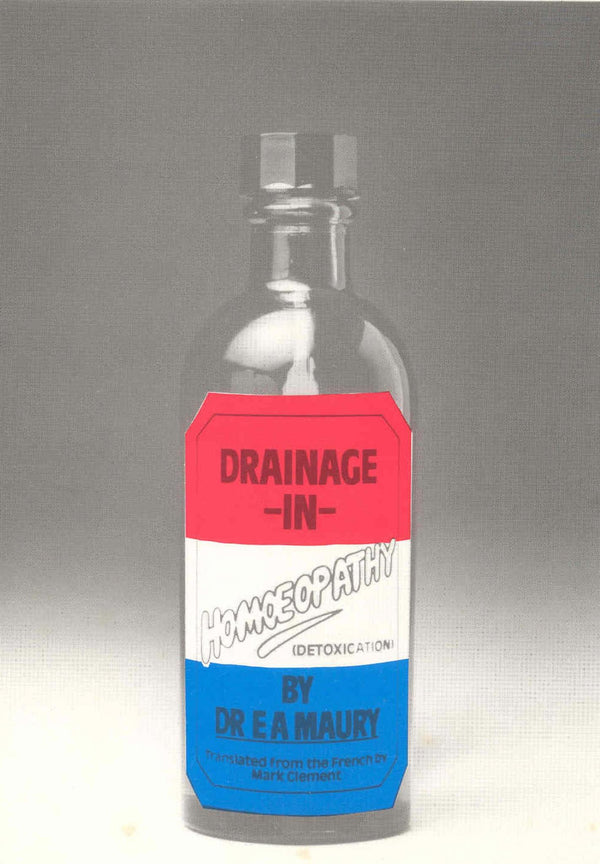 DRAINAGE
-IN-
HOMOEOPATHY
(DETOXICATION)
BY
DR E A MAURY
Translated from the French by
Mark Clement